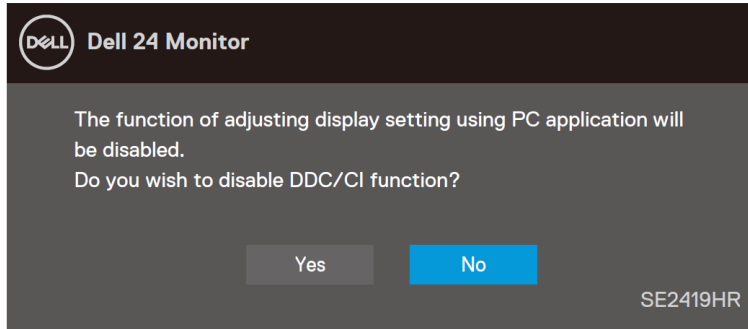 DELL Dell 24 Monitor
The function of adjusting display setting using PC application will
be disabled.
Do you wish to disable DDC/CI function?
Yes No
SE2419HR